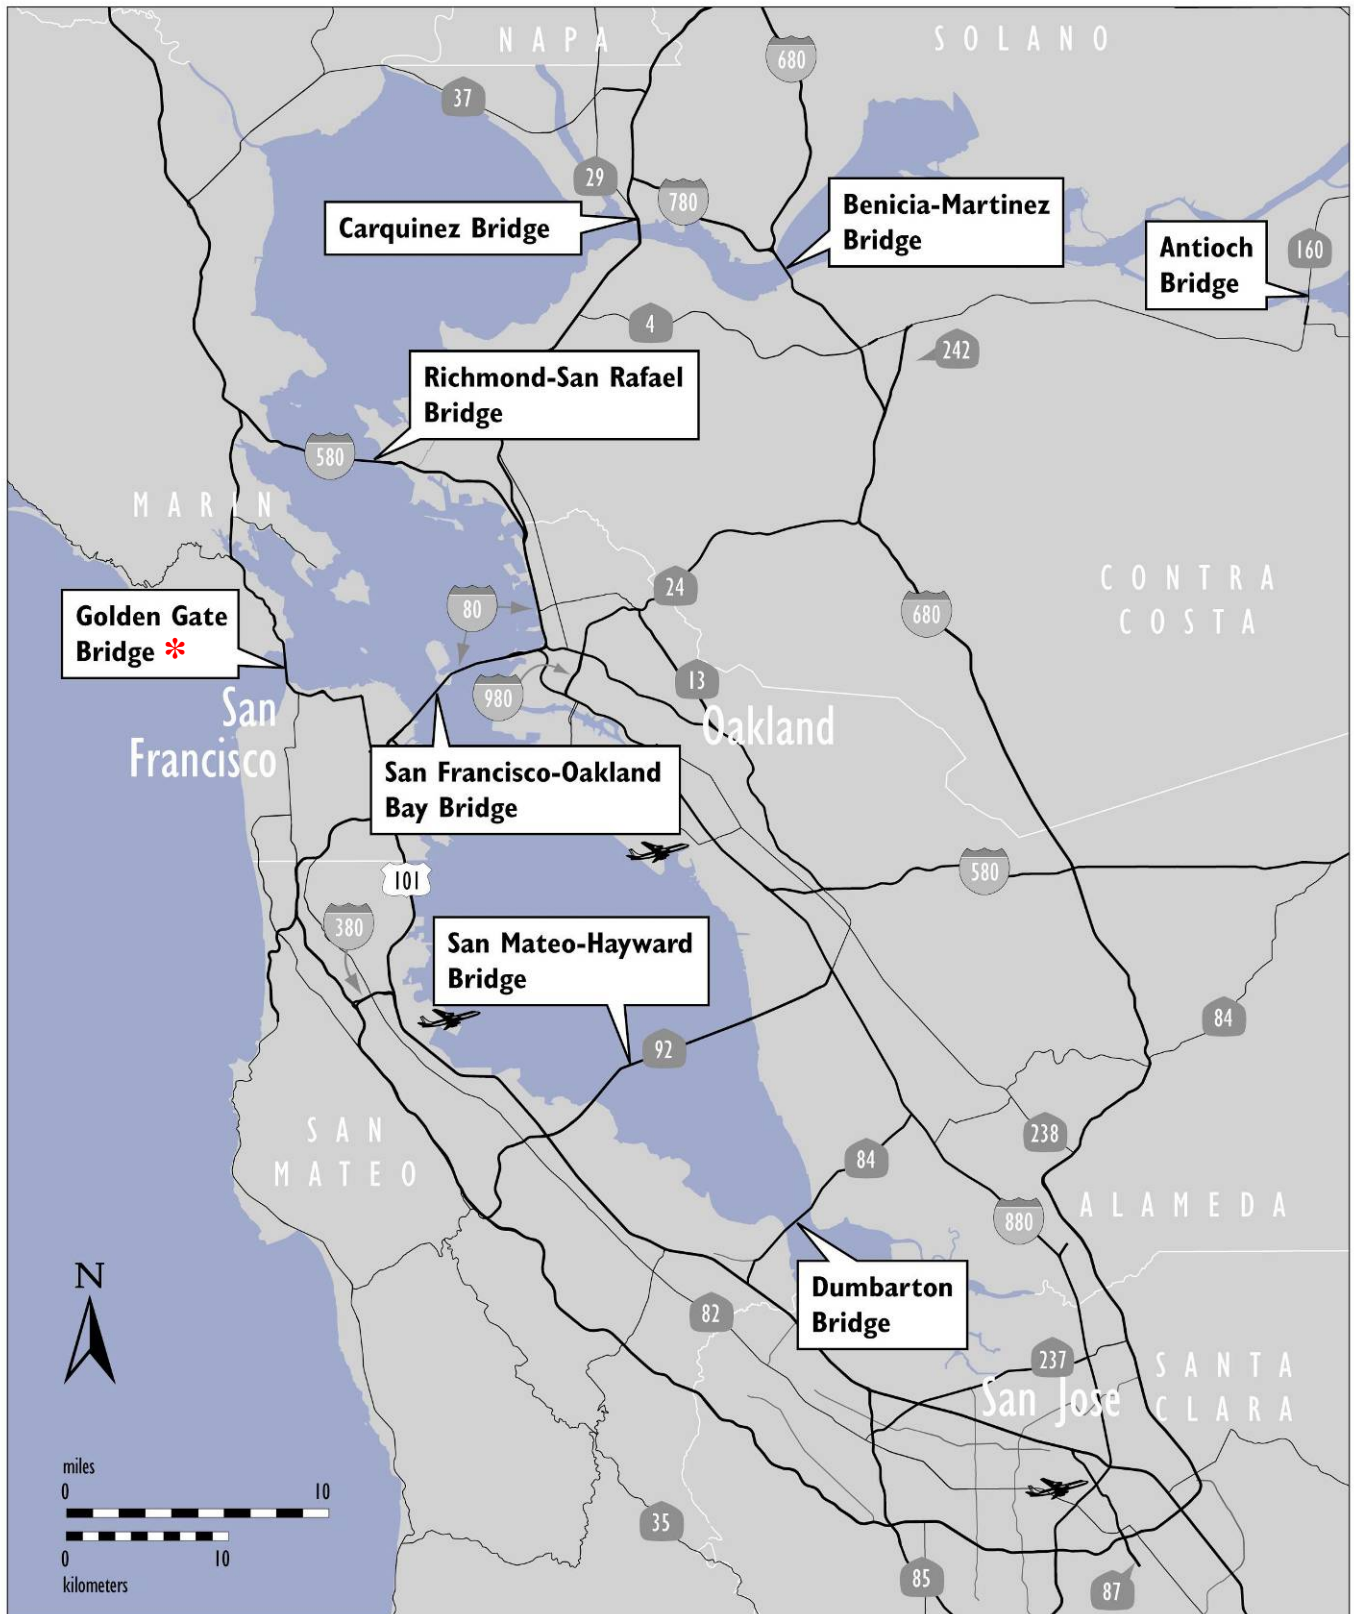 NAPA
SOLANO
680
37
29
780
Carquinez Bridge
Benicia-Martinez
Bridge
Antioch
Bridge
160
4
242
Richmond-San Rafael
Bridge
580
MARIN
24
80
680
CONTRA
COSTA
Golden Gate
Bridge *
980
13
San
Francisco
Oakland
San Francisco-Oakland
Bay Bridge
101
580
380
San Mateo-Hayward
Bridge
92
84
SAN
MATEO
84
238
880
ALAMEDA
N
Dumbarton
Bridge
82
237
SANTA
CLARA
San Jose
miles
0 10
0 10
kilometers
35
85
87